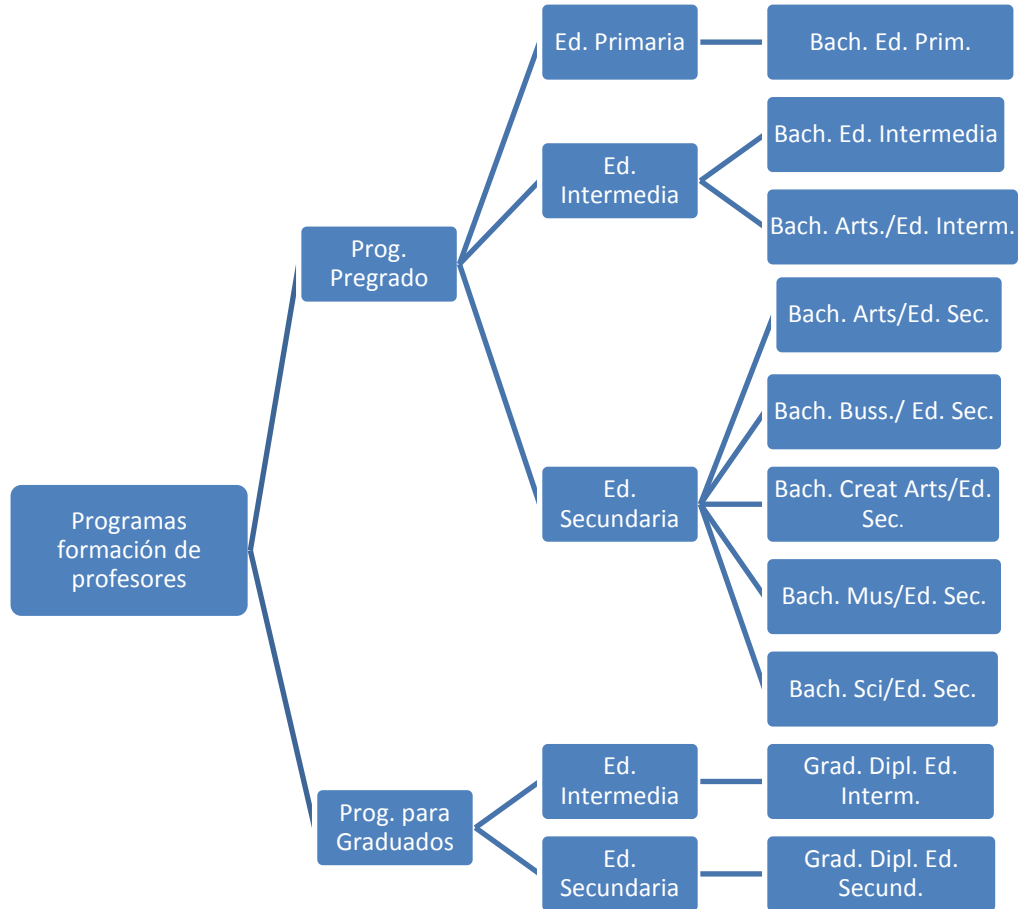 Ed. Primaria
Bach. Ed. Prim.
Bach. Ed. Intermedia
Ed.
Intermedia
Bach. Arts./Ed. Interm.
Prog.
Pregrado
Bach. Arts/Ed. Sec.
Bach. Buss./ Ed. Sec.
Ed.
Secundaria
Bach. Creat Arts/Ed.
Sec.
Programas
formación de
profesores
Bach. Mus/Ed. Sec.
Bach. Sci/Ed. Sec.
Ed.
Intermedia
Grad. Dipl. Ed.
Interm.
Prog. para
Graduados
Ed.
Secundaria
Grad. Dipl. Ed.
Secund.